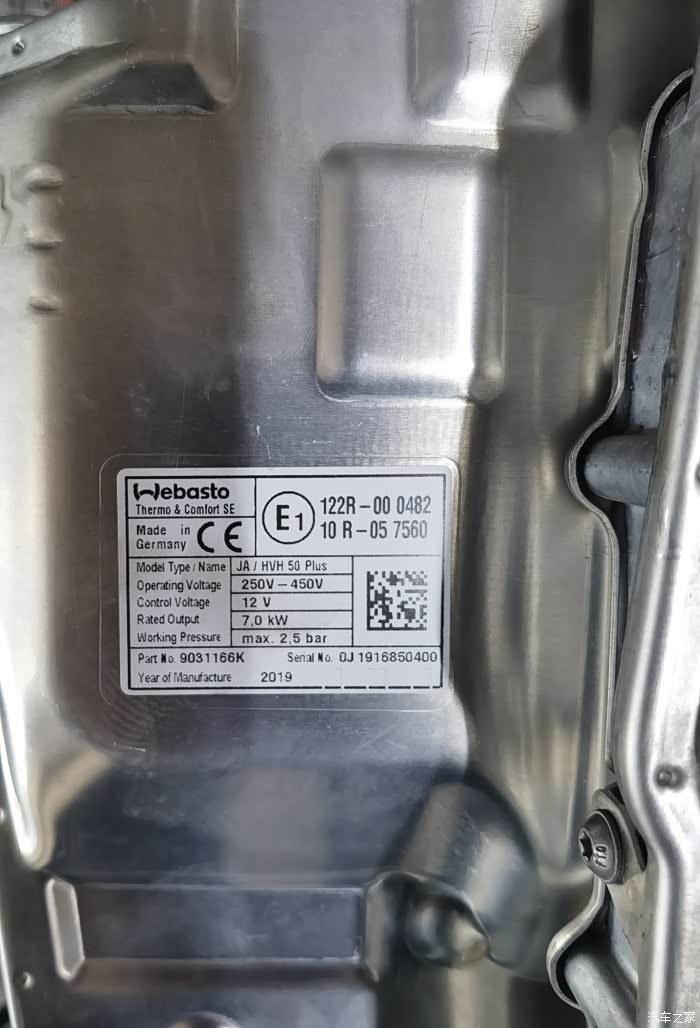 Webasto
Thermo & Comfort SE
Made in
Germany CE
E1
122R-00 0482
10 R-05 7560
Model Type / Name JA / HVH 50 Plus
Operating Voltage 250V-450V
Control Voltage 12 V
Rated Output 7,0 kW
Working Pressure max. 2,5 bar
Part No. 9031166K Serial No. 0J 1916850400
Year of Manufacture 2019
汽车之家